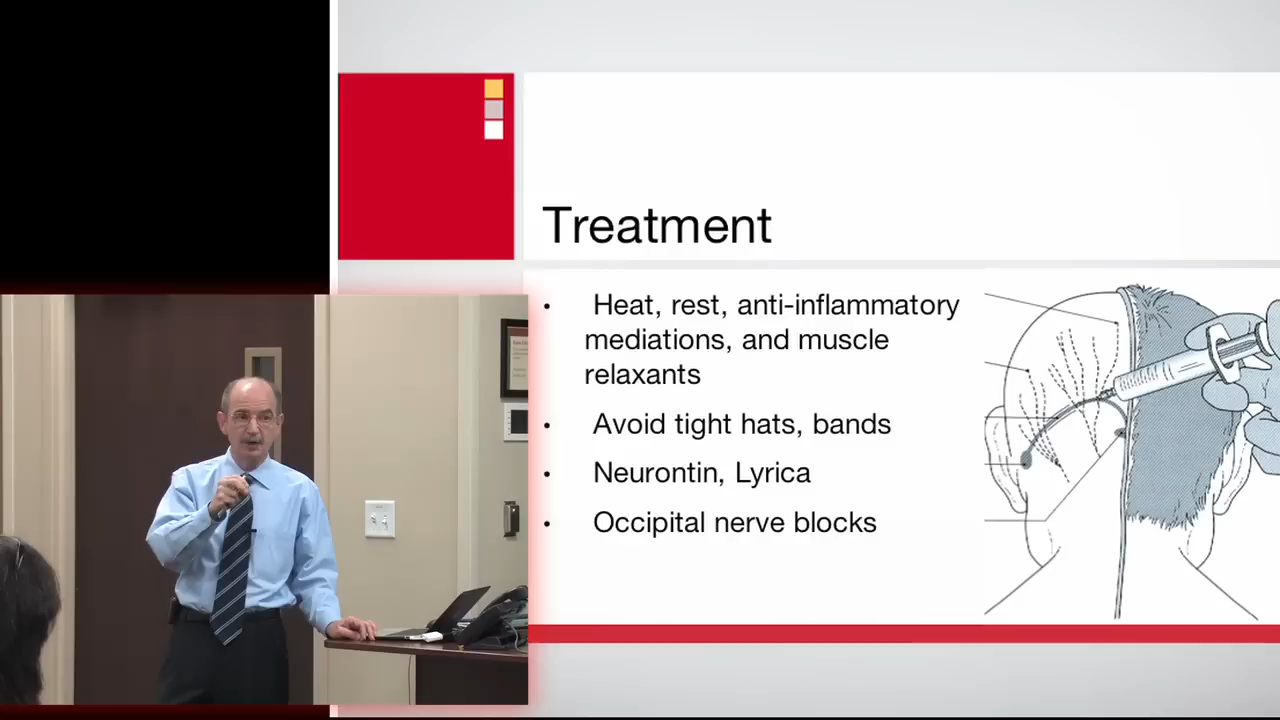 Treatment
• Heat, rest, anti-inflammatory
mediations, and muscle
relaxants
• Avoid tight hats, bands
• Neurontin, Lyrica
• Occipital nerve blocks